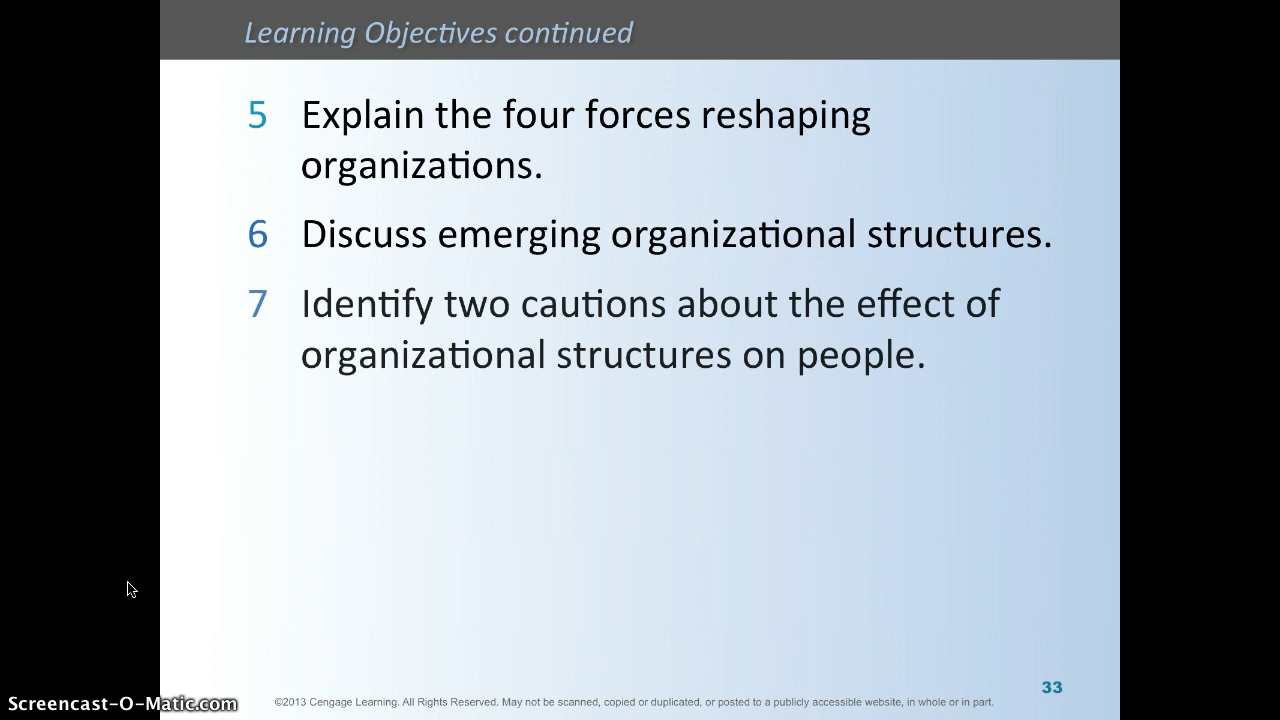 Learning Objectives continued
5 Explain the four forces reshaping
organizations.
6 Discuss emerging organizational structures.
7 Identify two cautions about the effect of
organizational structures on people.
33
Screencast-O-Matic.com
©2013 Cengage Learning. All Rights Reserved. May not be scanned, copied or duplicated, or posted to a publicly accessible website, in whole or in part.